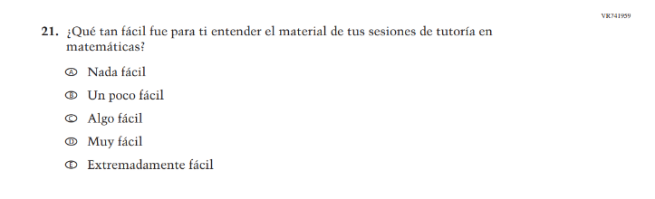 VR741959
21. ¿Qué tan fácil fue para ti entender el material de tus sesiones de tutoría en
matemáticas?
A Nada fácil
B Un poco fácil
C Algo fácil
D Muy fácil
E Extremadamente fácil